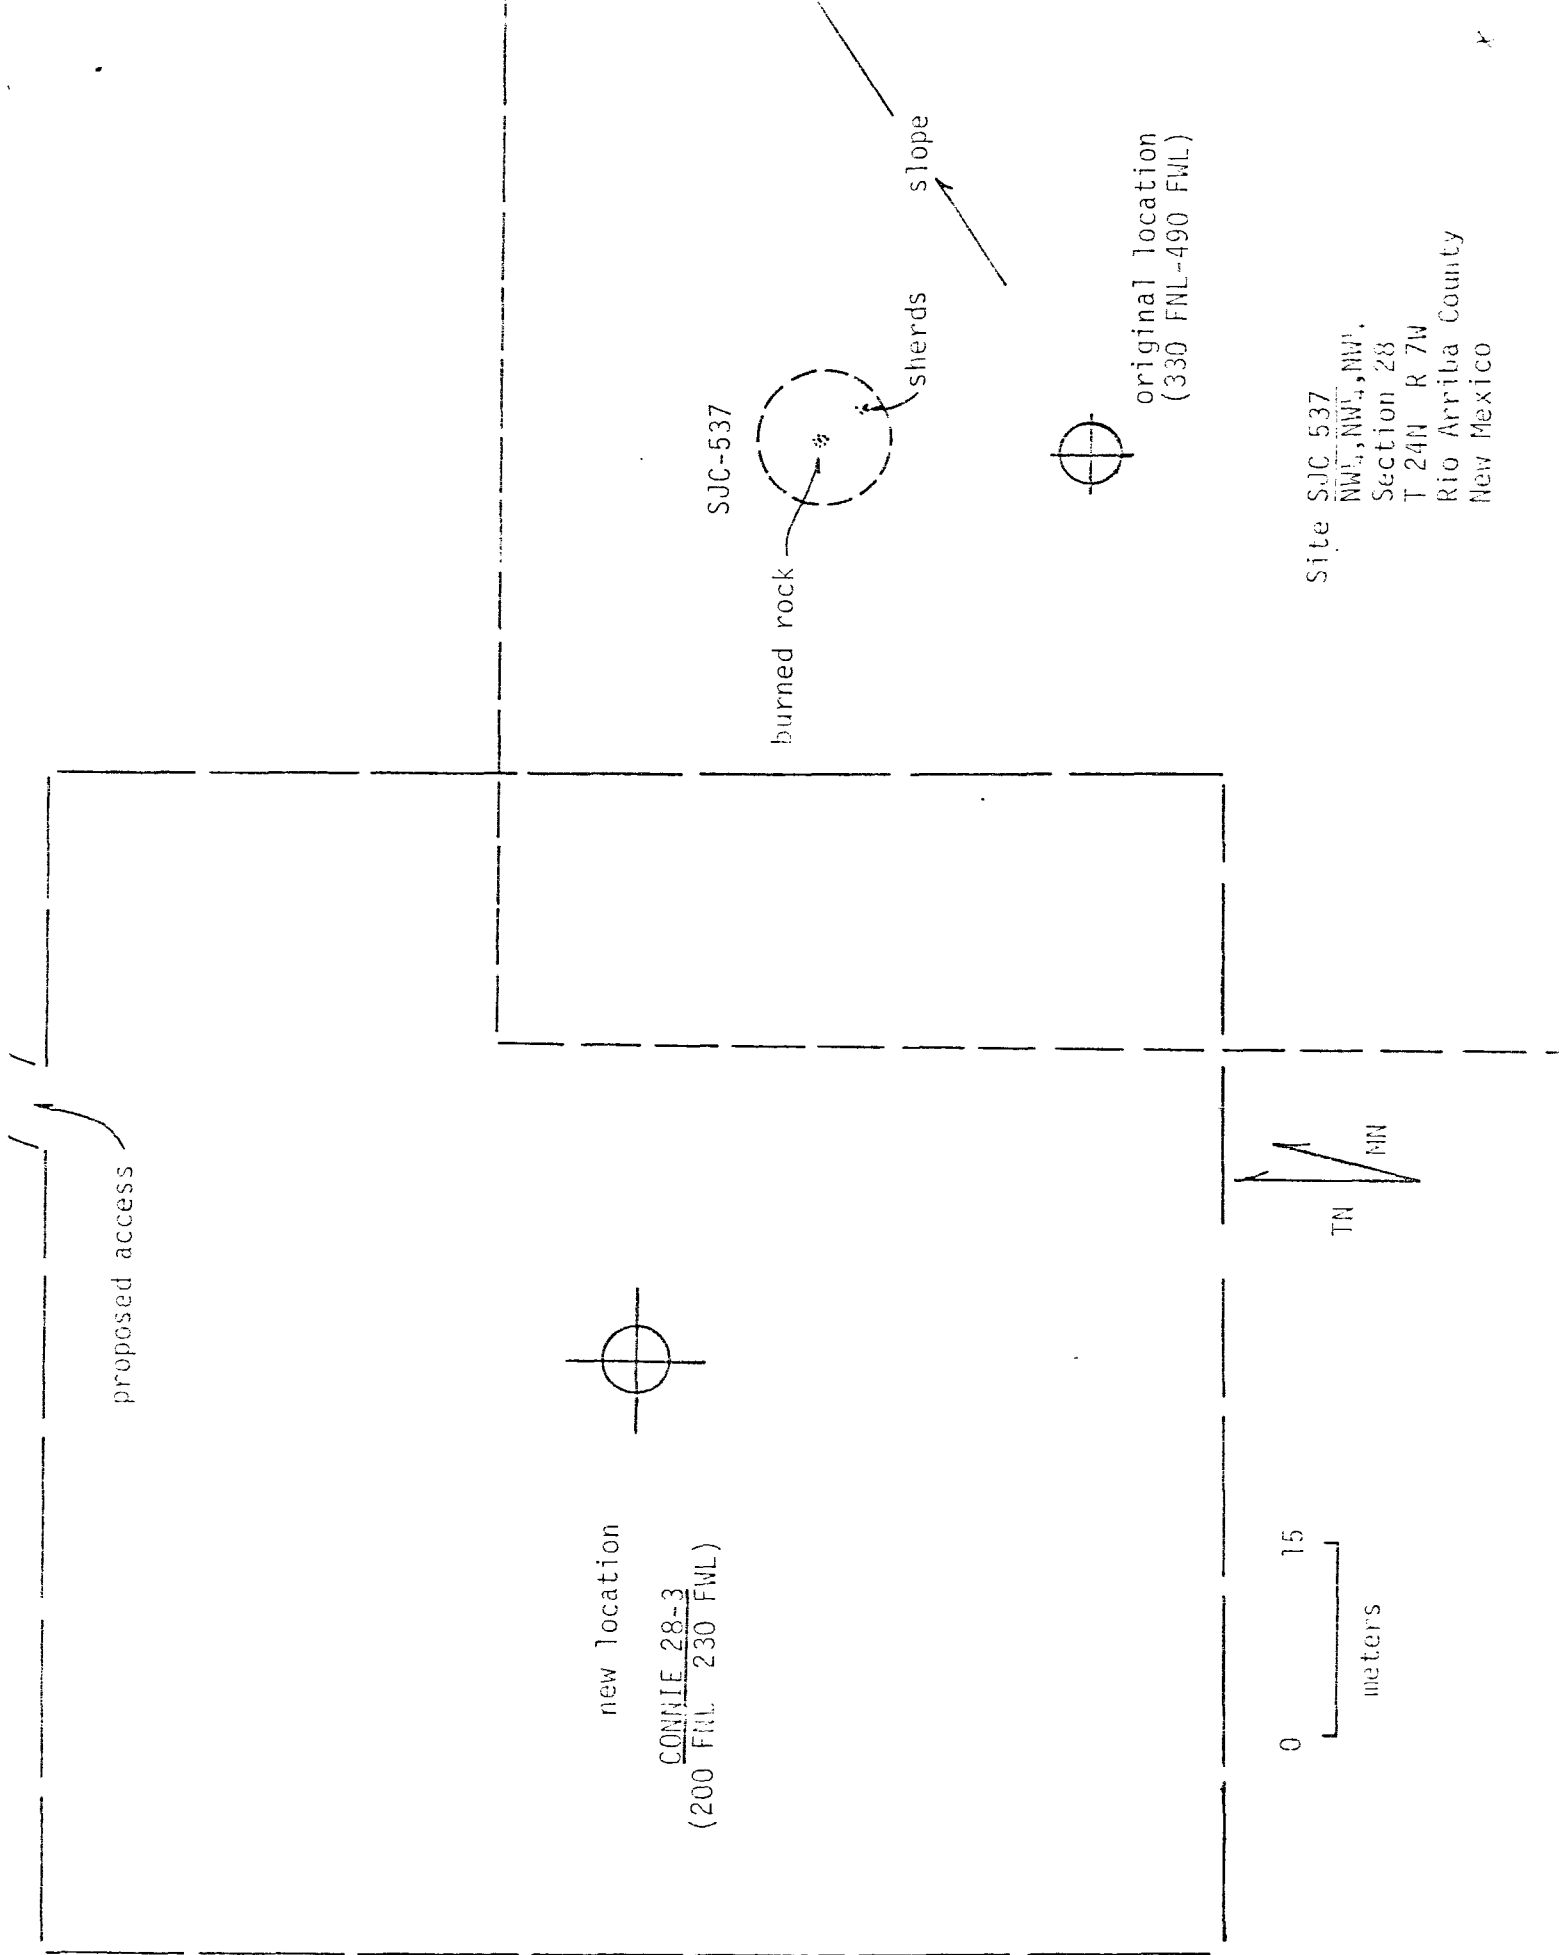 proposed access
new location
CONNIE 28-3
(200 FNL 230 FWL)
0 15
meters
TN
MN
SJC-537
burned rock
sherds
slope
original location
(330 FNL-490 FWL)
Site SJC 537
NW¼,NW¼,NW¼,
Section 28
T 24N R 7W
Rio Arriba County
New Mexico